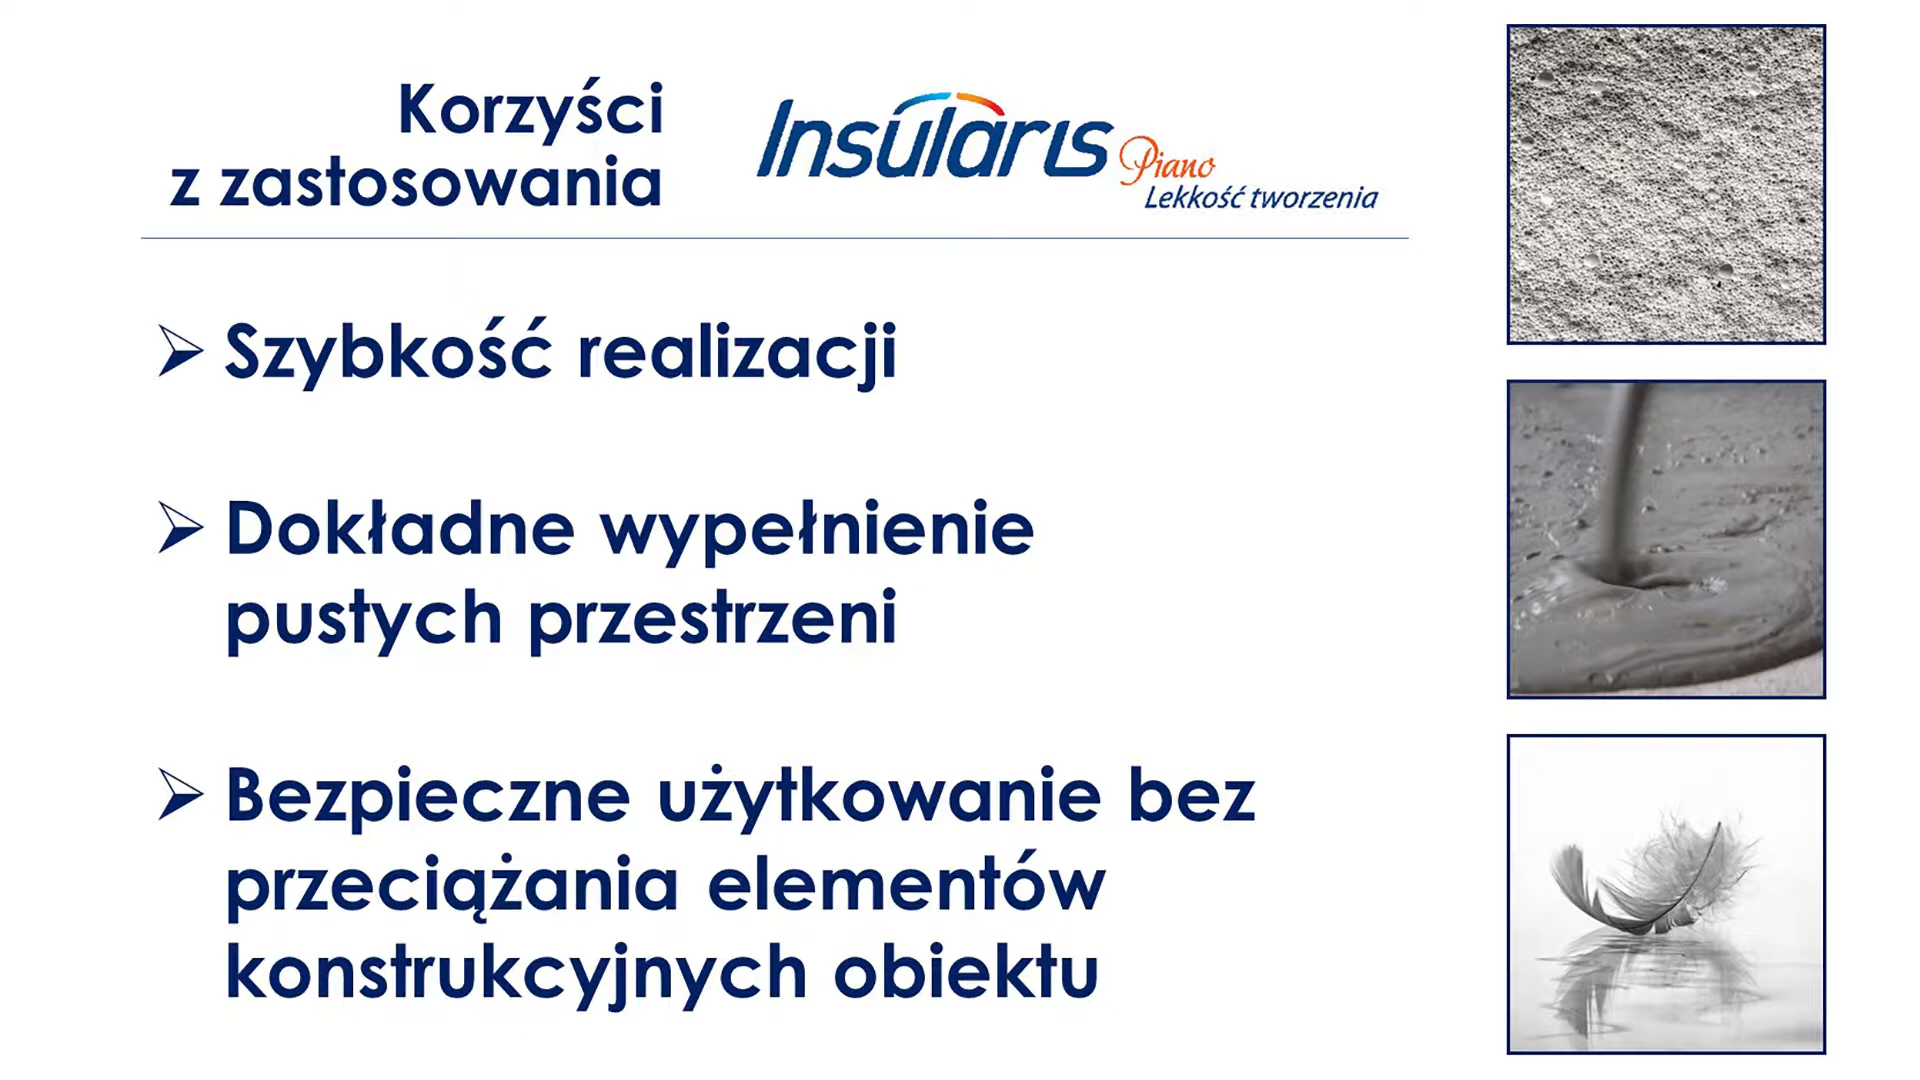 Korzyści
z zastosowania
Insularis Piano
Lekkość tworzenia
Szybkość realizacji
Dokładne wypełnienie
pustych przestrzeni
Bezpieczne użytkowanie bez
przeciążania elementów
konstrukcyjnych obiektu